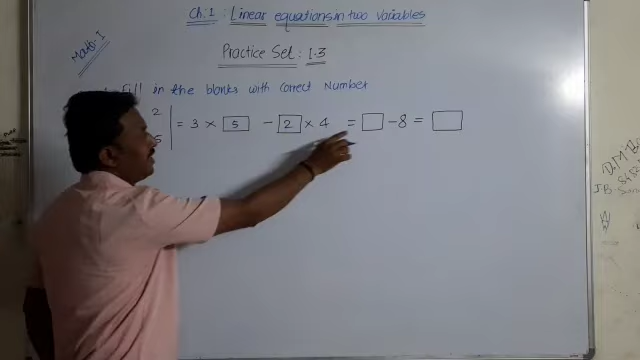 Ch:1 : Linear equations in two variables
Math-I
Practice Set: 1.3
Fill in the blanks with Correct Number
2
5 | = 3 × 5 - 2 × 4 = □ - 8 = □